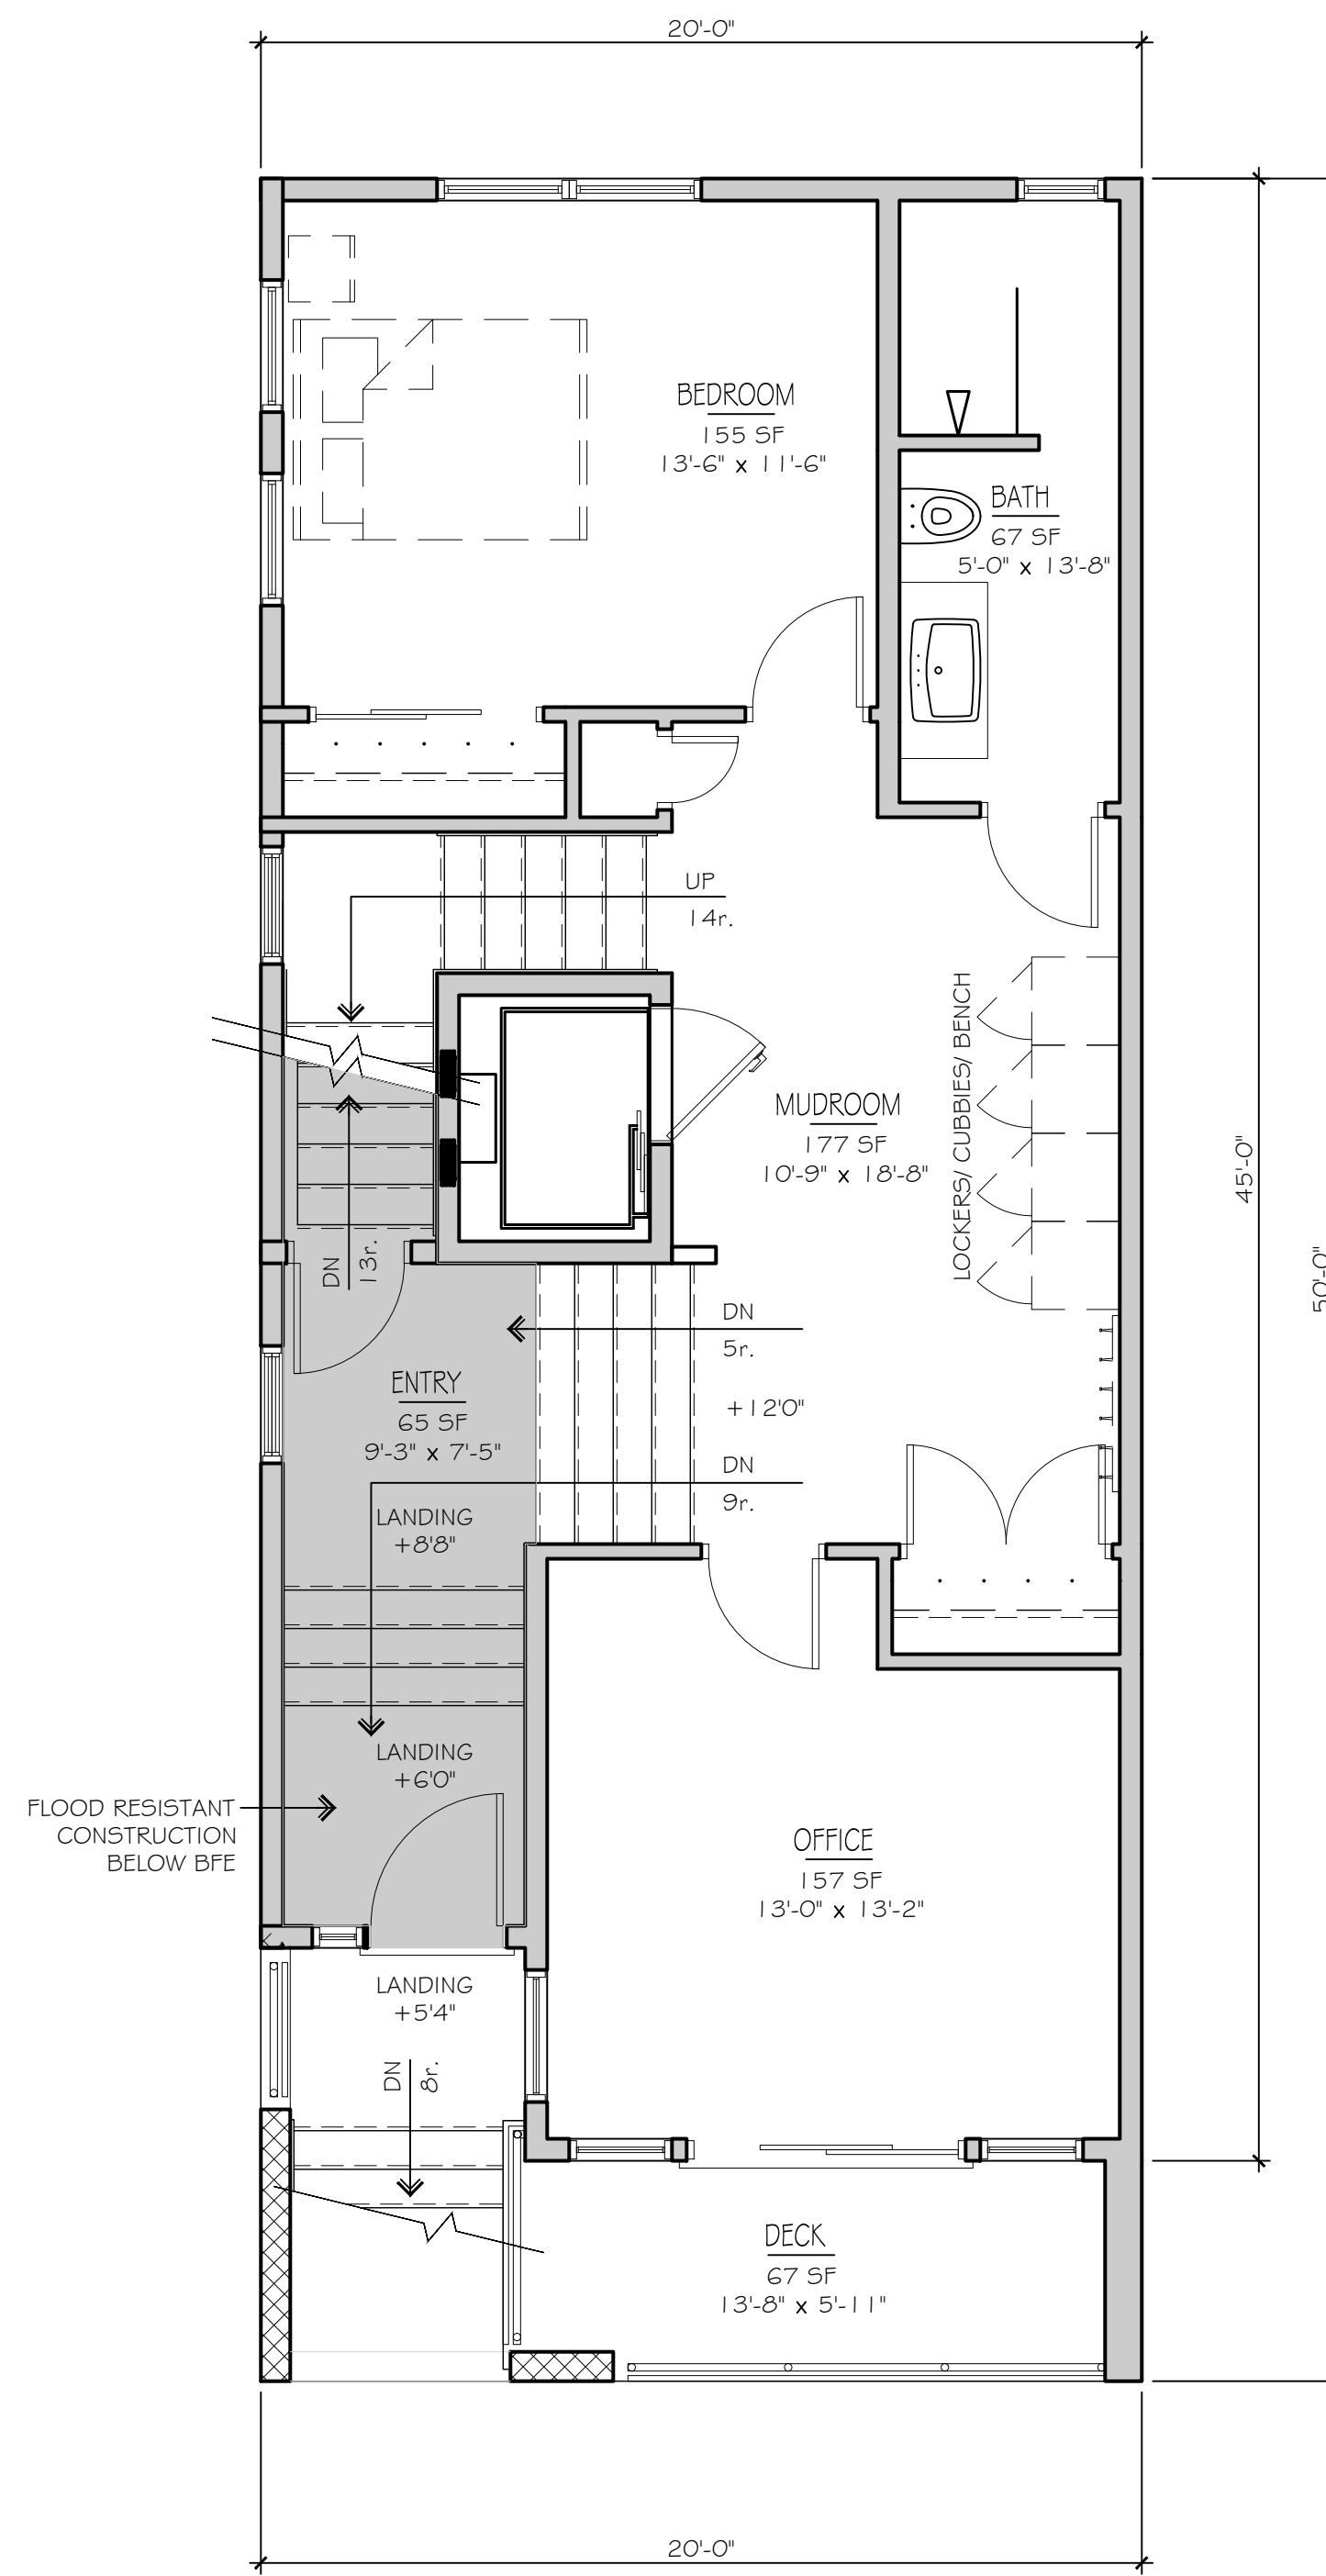 20'-0"
BEDROOM
155 SF
13'-6" x 11'-6"
BATH
67 SF
5'-0" x 13'-8"
UP
14r.
LOCKERS/ CUBBIES/ BENCH
MUDROOM
177 SF
10'-9" x 18'-8"
45'-0"
50'-0"
DN
13r.
DN
5r.
+12'0"
DN
9r.
ENTRY
65 SF
9'-3" x 7'-5"
LANDING
+8'8"
LANDING
+6'0"
FLOOD RESISTANT
CONSTRUCTION
BELOW BFE
OFFICE
157 SF
13'-0" x 13'-2"
LANDING
+5'4"
DN
8r.
DECK
67 SF
13'-8" x 5'-11"
20'-0"